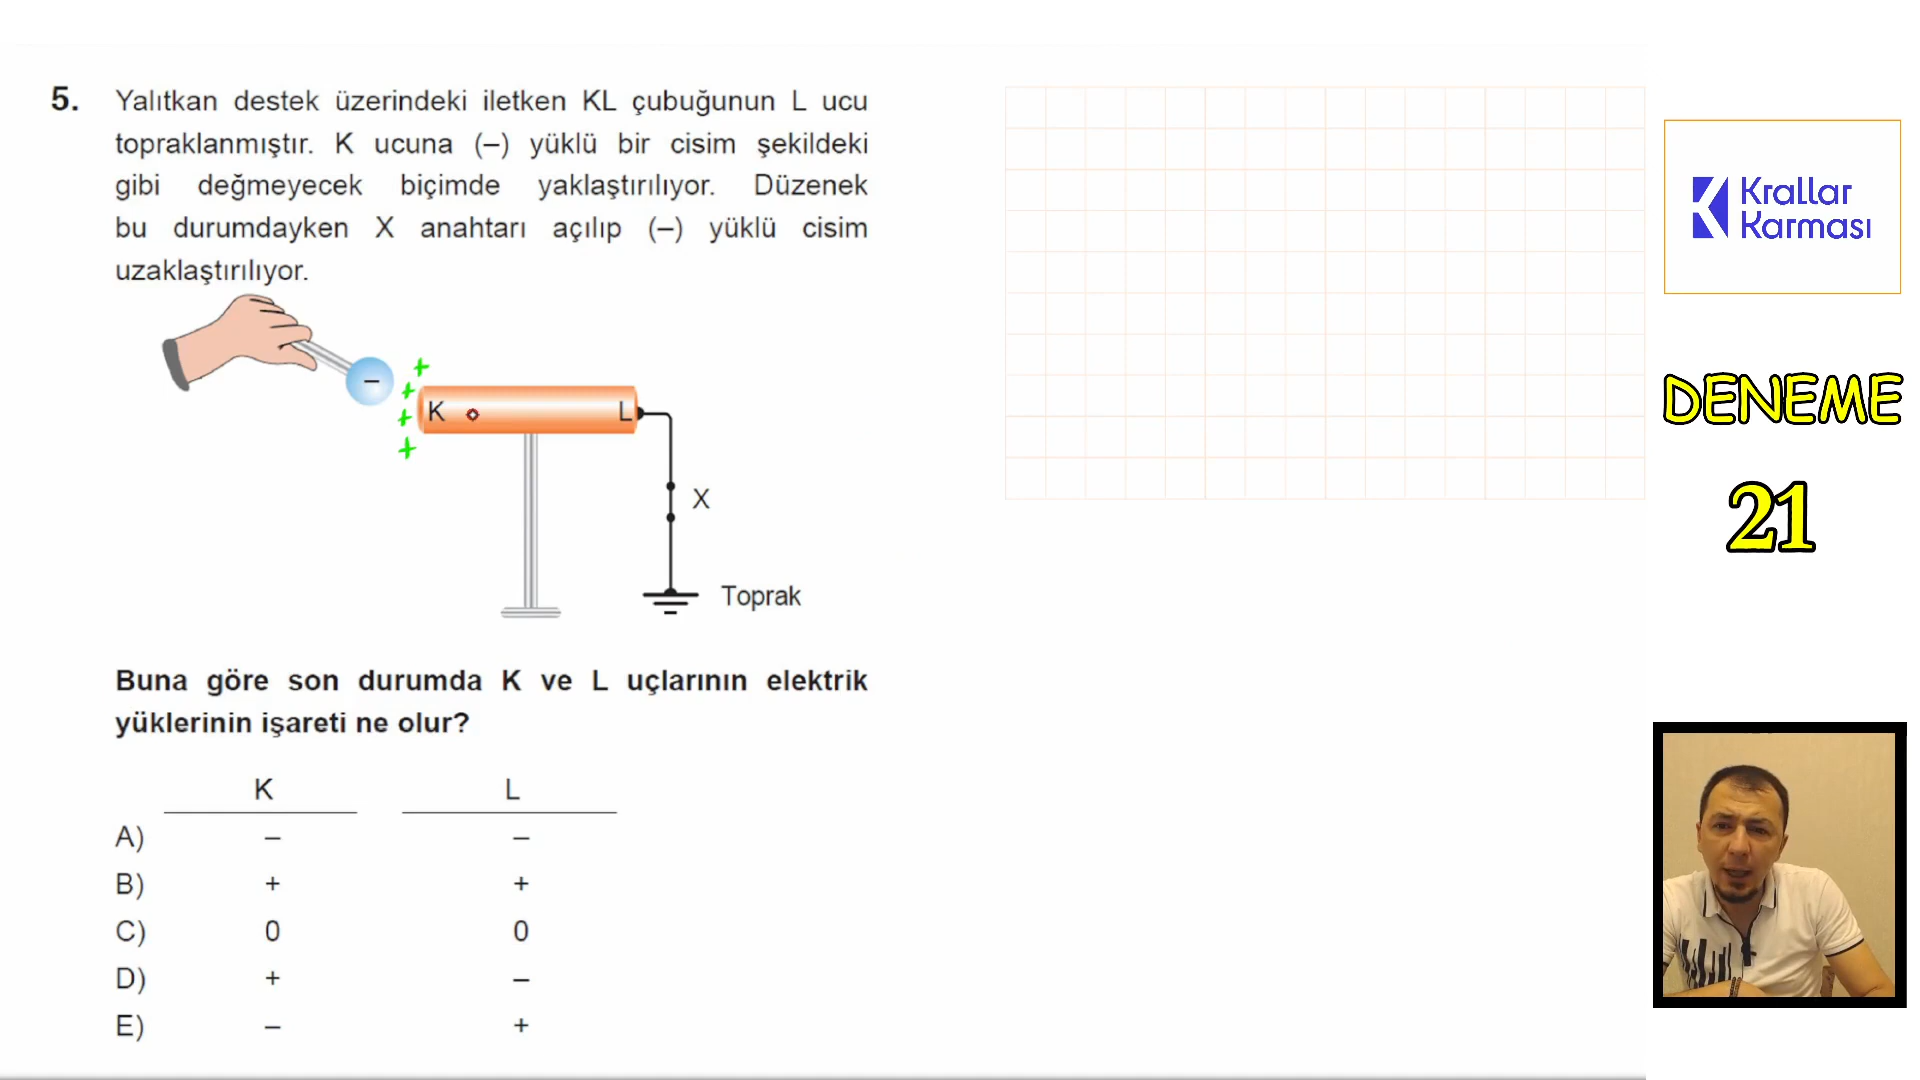 5. Yalıtkan destek üzerindeki iletken KL çubuğunun L ucu
topraklanmıştır. K ucuna (–) yüklü bir cisim şekildeki
gibi değmeyecek biçimde yaklaştırılıyor. Düzenek
bu durumdayken X anahtarı açılıp (–) yüklü cisim
uzaklaştırılıyor.
–
+
+
+
+
K L
X
Toprak
Buna göre son durumda K ve L uçlarının elektrik
yüklerinin işareti ne olur?
K L
A) – –
B) + +
C) 0 0
D) + –
E) – +
Krallar
Karması
DENEME
21